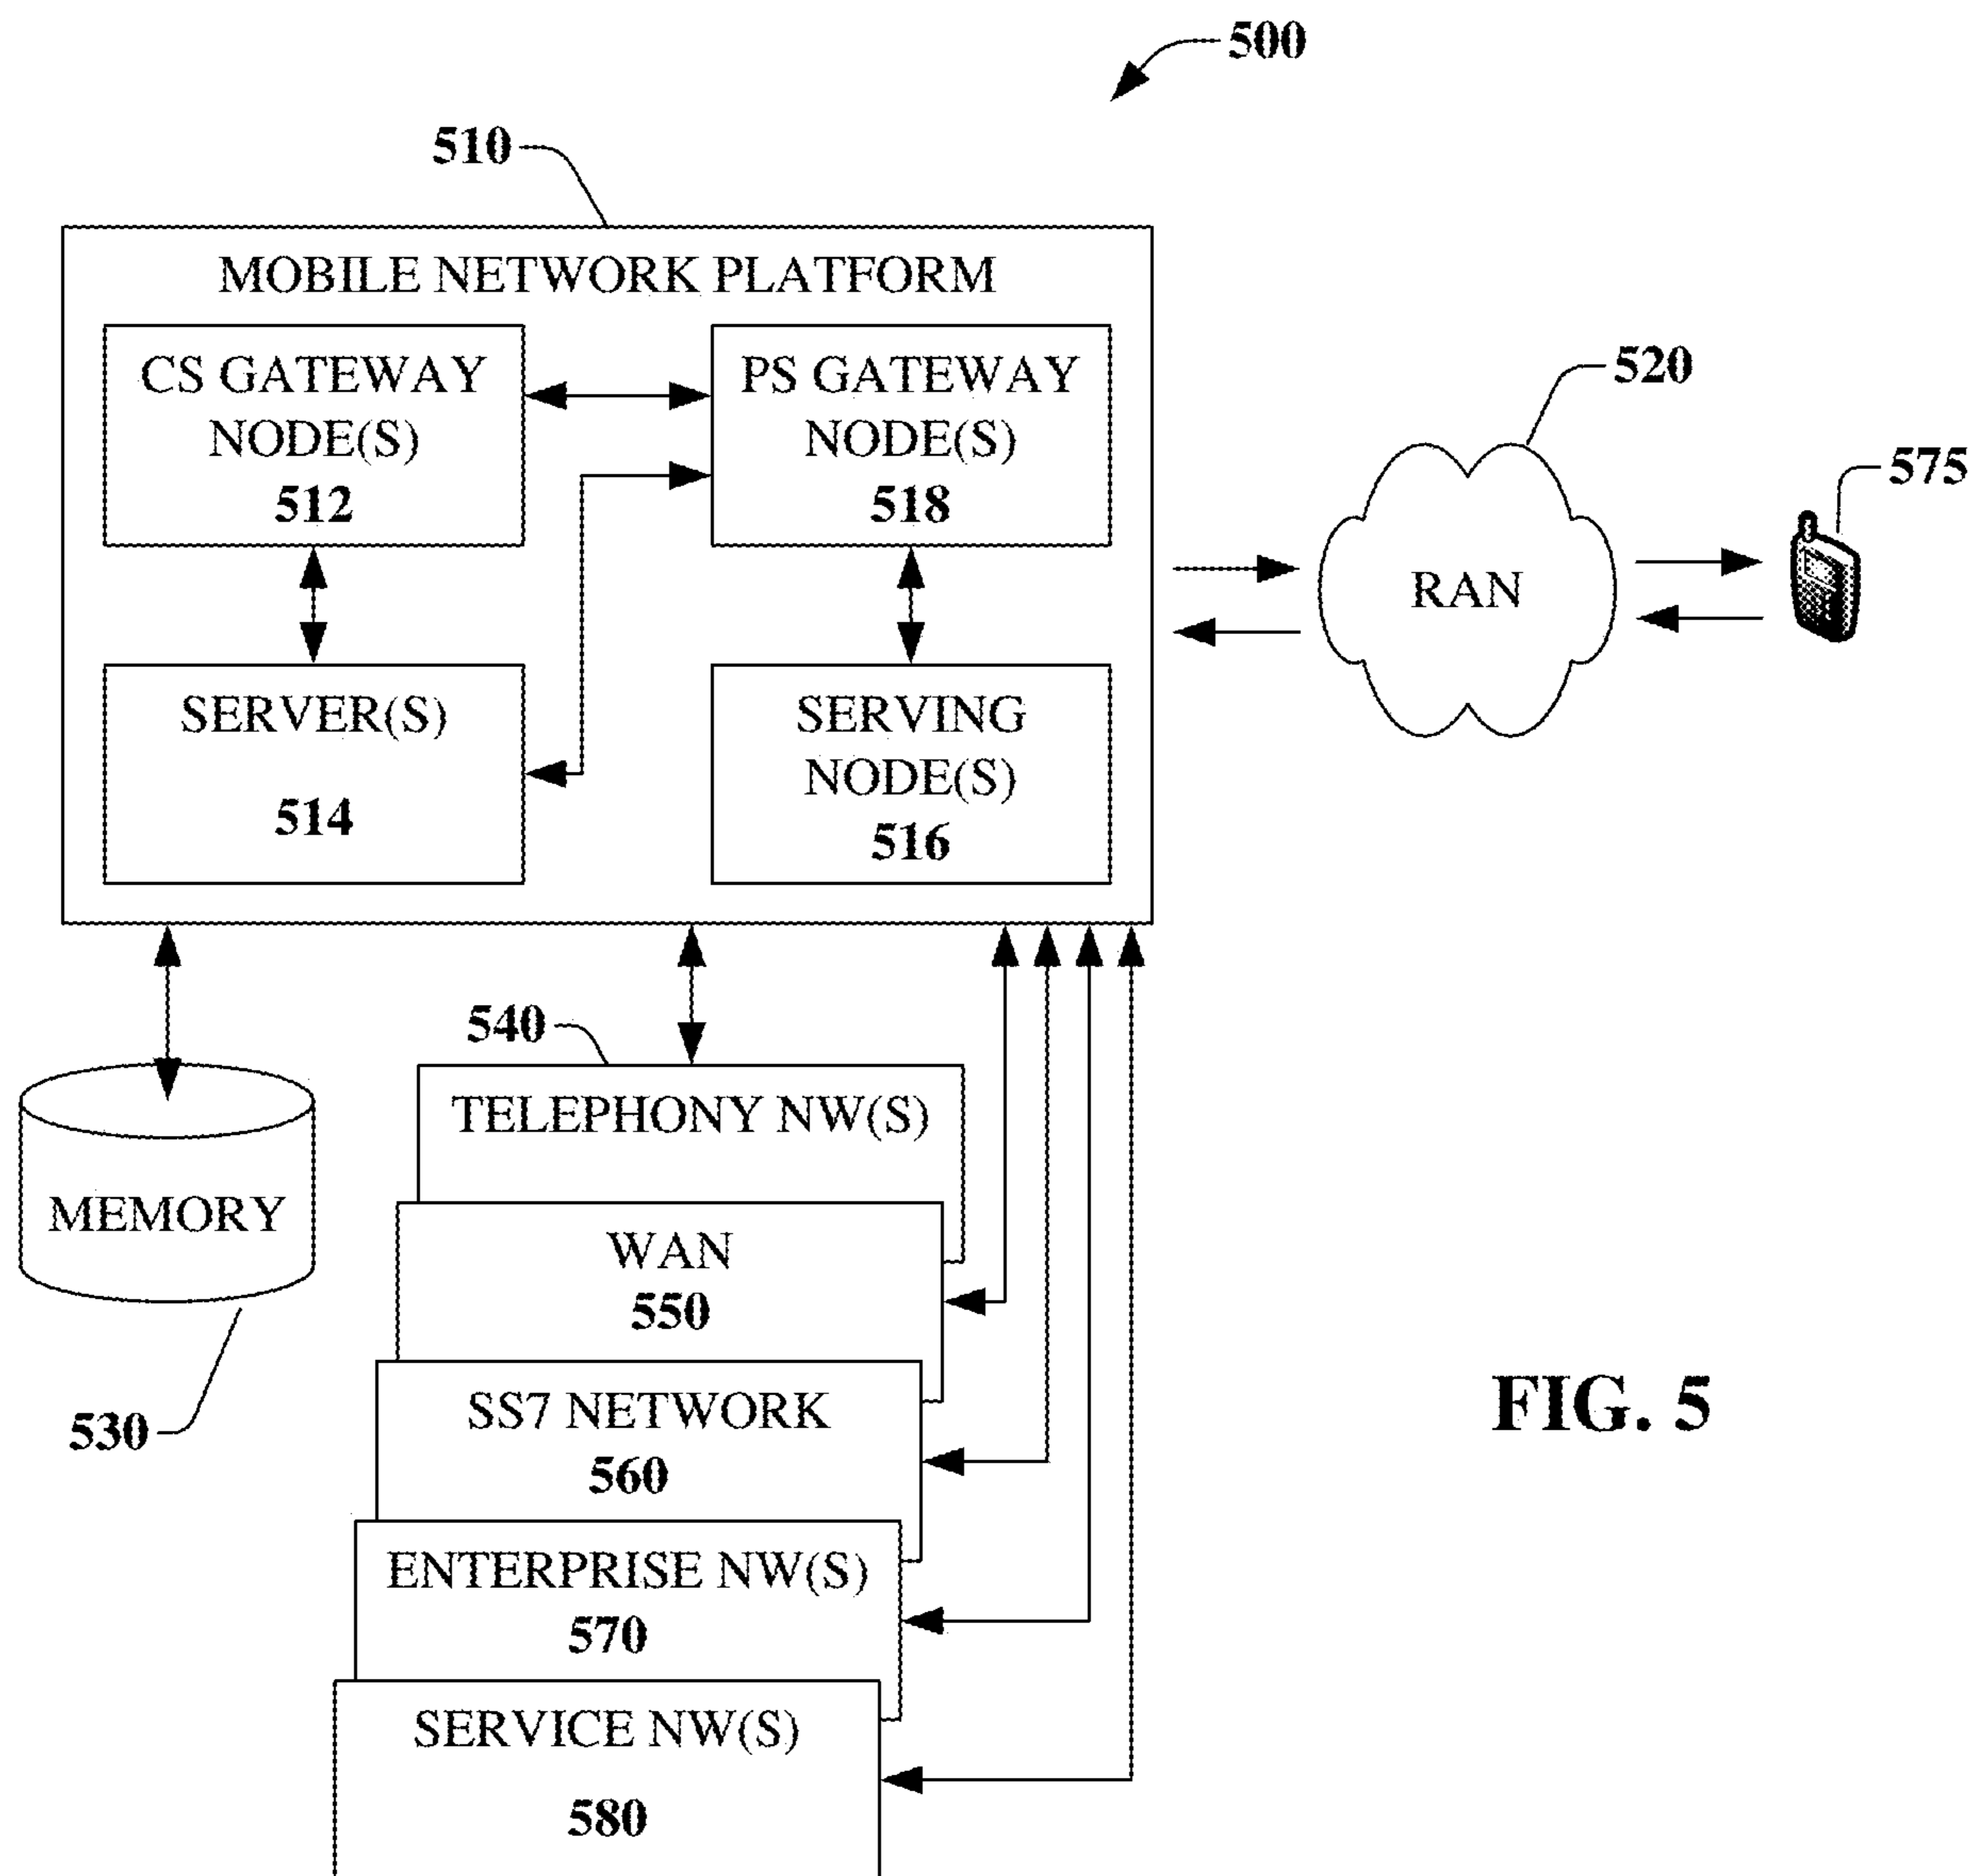 500
510
MOBILE NETWORK PLATFORM
CS GATEWAY
NODE(S)
512
PS GATEWAY
NODE(S)
518
SERVER(S)
514
SERVING
NODE(S)
516
520
RAN
575
540
TELEPHONY NW(S)
MEMORY
530
WAN
550
SS7 NETWORK
560
ENTERPRISE NW(S)
570
SERVICE NW(S)
580
FIG. 5